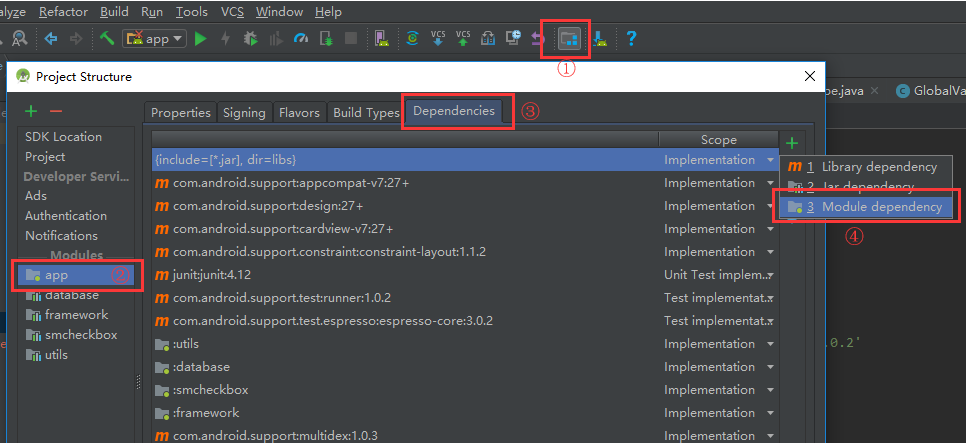 alyze Refactor Build Run Tools VCS Window Help
app VCS VCS ?
①
Project Structure
pe.java GlobalVa
Properties Signing Flavors Build Types Dependencies ③
SDK Location
Project
Developer Servi...
Ads
Authentication
Notifications
Modules
app ②
database
framework
smcheckbox
utils
Scope
{include=[*.jar], dir=libs} Implementation
m com.android.support:appcompat-v7:27+ Implementation
m com.android.support:design:27+ Implementation
m com.android.support:cardview-v7:27+ Implementation
m com.android.support.constraint:constraint-layout:1.1.2 Implementation
m junit:junit:4.12 Unit Test implem...
m com.android.support.test:runner:1.0.2 Test implementat...
m com.android.support.test.espresso:espresso-core:3.0.2 Test implementat...
:utils Implementation
:database Implementation
:smcheckbox Implementation
:framework Implementation
m com.android.support:multidex:1.0.3 Implementation
m 1 Library dependency
2 Jar dependency
3 Module dependency
④
.0.2'